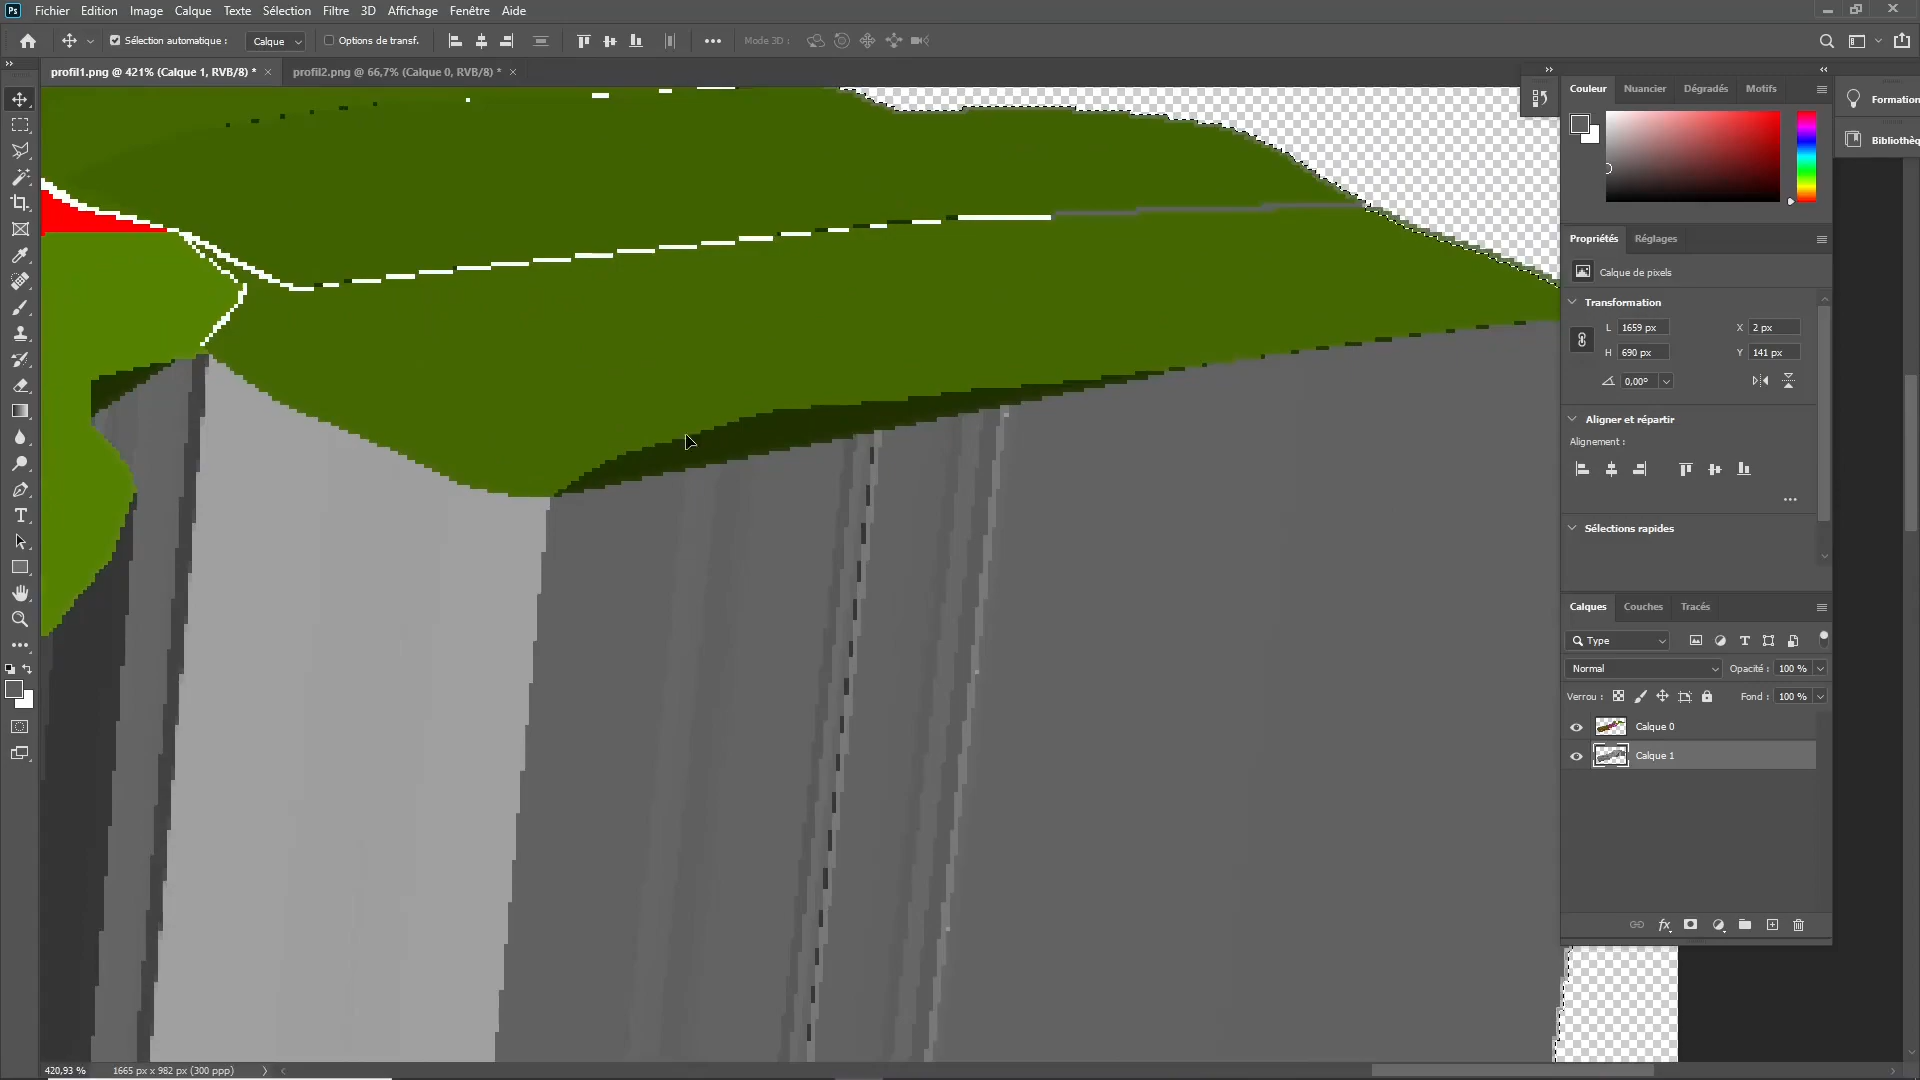 Ps Fichier Edition Image Calque Texte Sélection Filtre 3D Affichage Fenêtre Aide
Sélection automatique : Calque Options de transf. Mode 3D :
profil1.png @ 421% (Calque 1, RVB/8) * profil2.png @ 66,7% (Calque 0, RVB/8) *
Couleur Nuancier Dégradés Motifs
Formation
Bibliothèq
Propriétés Réglages
Calque de pixels
Transformation
L 1659 px X 2 px
H 690 px Y 141 px
0,00°
Aligner et répartir
Alignement :
Sélections rapides
Calques Couches Tracés
Type
Normal Opacité : 100 %
Verrou : Fond : 100 %
Calque 0
Calque 1
fx
420,93 % 1665 px x 982 px (300 ppp)